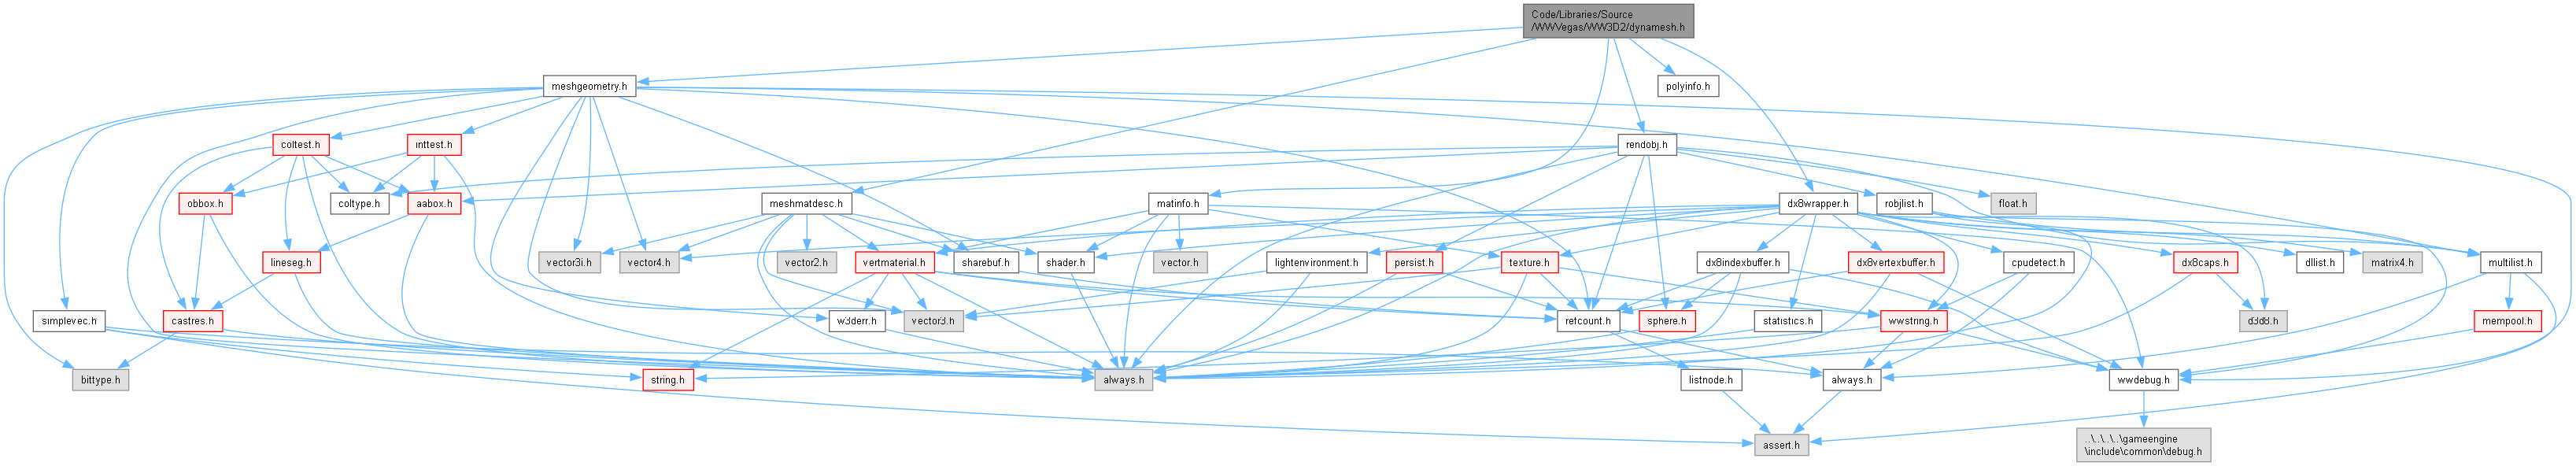 Code/Libraries/Source
/WWVegas/WW3D2/dynamesh.h
meshgeometry.h
polyinfo.h
coltest.h
inttest.h
rendobj.h
obbox.h
coltype.h
aabox.h
meshmatdesc.h
matinfo.h
dx8wrapper.h
robjlist.h
float.h
lineseg.h
vector3i.h
vector4.h
vector2.h
vertmaterial.h
sharebuf.h
shader.h
vector.h
lightenvironment.h
persist.h
texture.h
dx8indexbuffer.h
dx8vertexbuffer.h
cpudetect.h
dx8caps.h
dllist.h
matrix4.h
multilist.h
simplevec.h
castres.h
w3derr.h
vector3.h
refcount.h
sphere.h
statistics.h
wwstring.h
d3d8.h
mempool.h
bittype.h
string.h
always.h
listnode.h
always.h
wwdebug.h
assert.h
..\..\..\..\gameengine
\include\common\debug.h